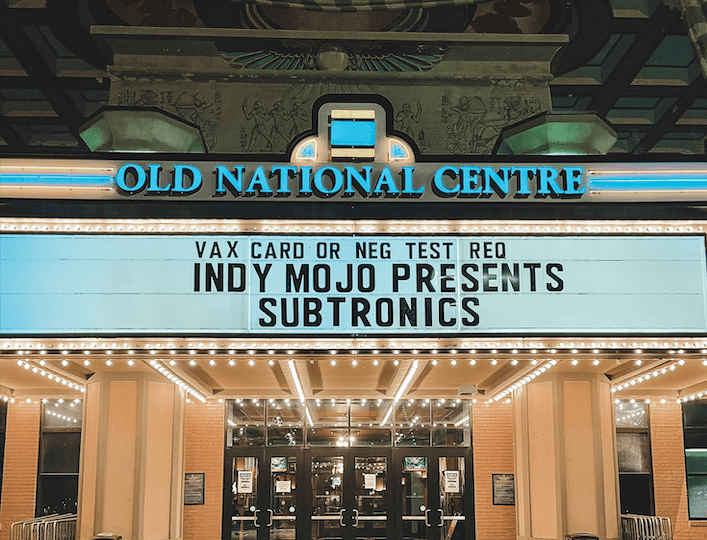 OLD NATIONAL CENTRE
VAX CARD OR NEG TEST REQ
INDY MOJO PRESENTS
SUBTRONICS